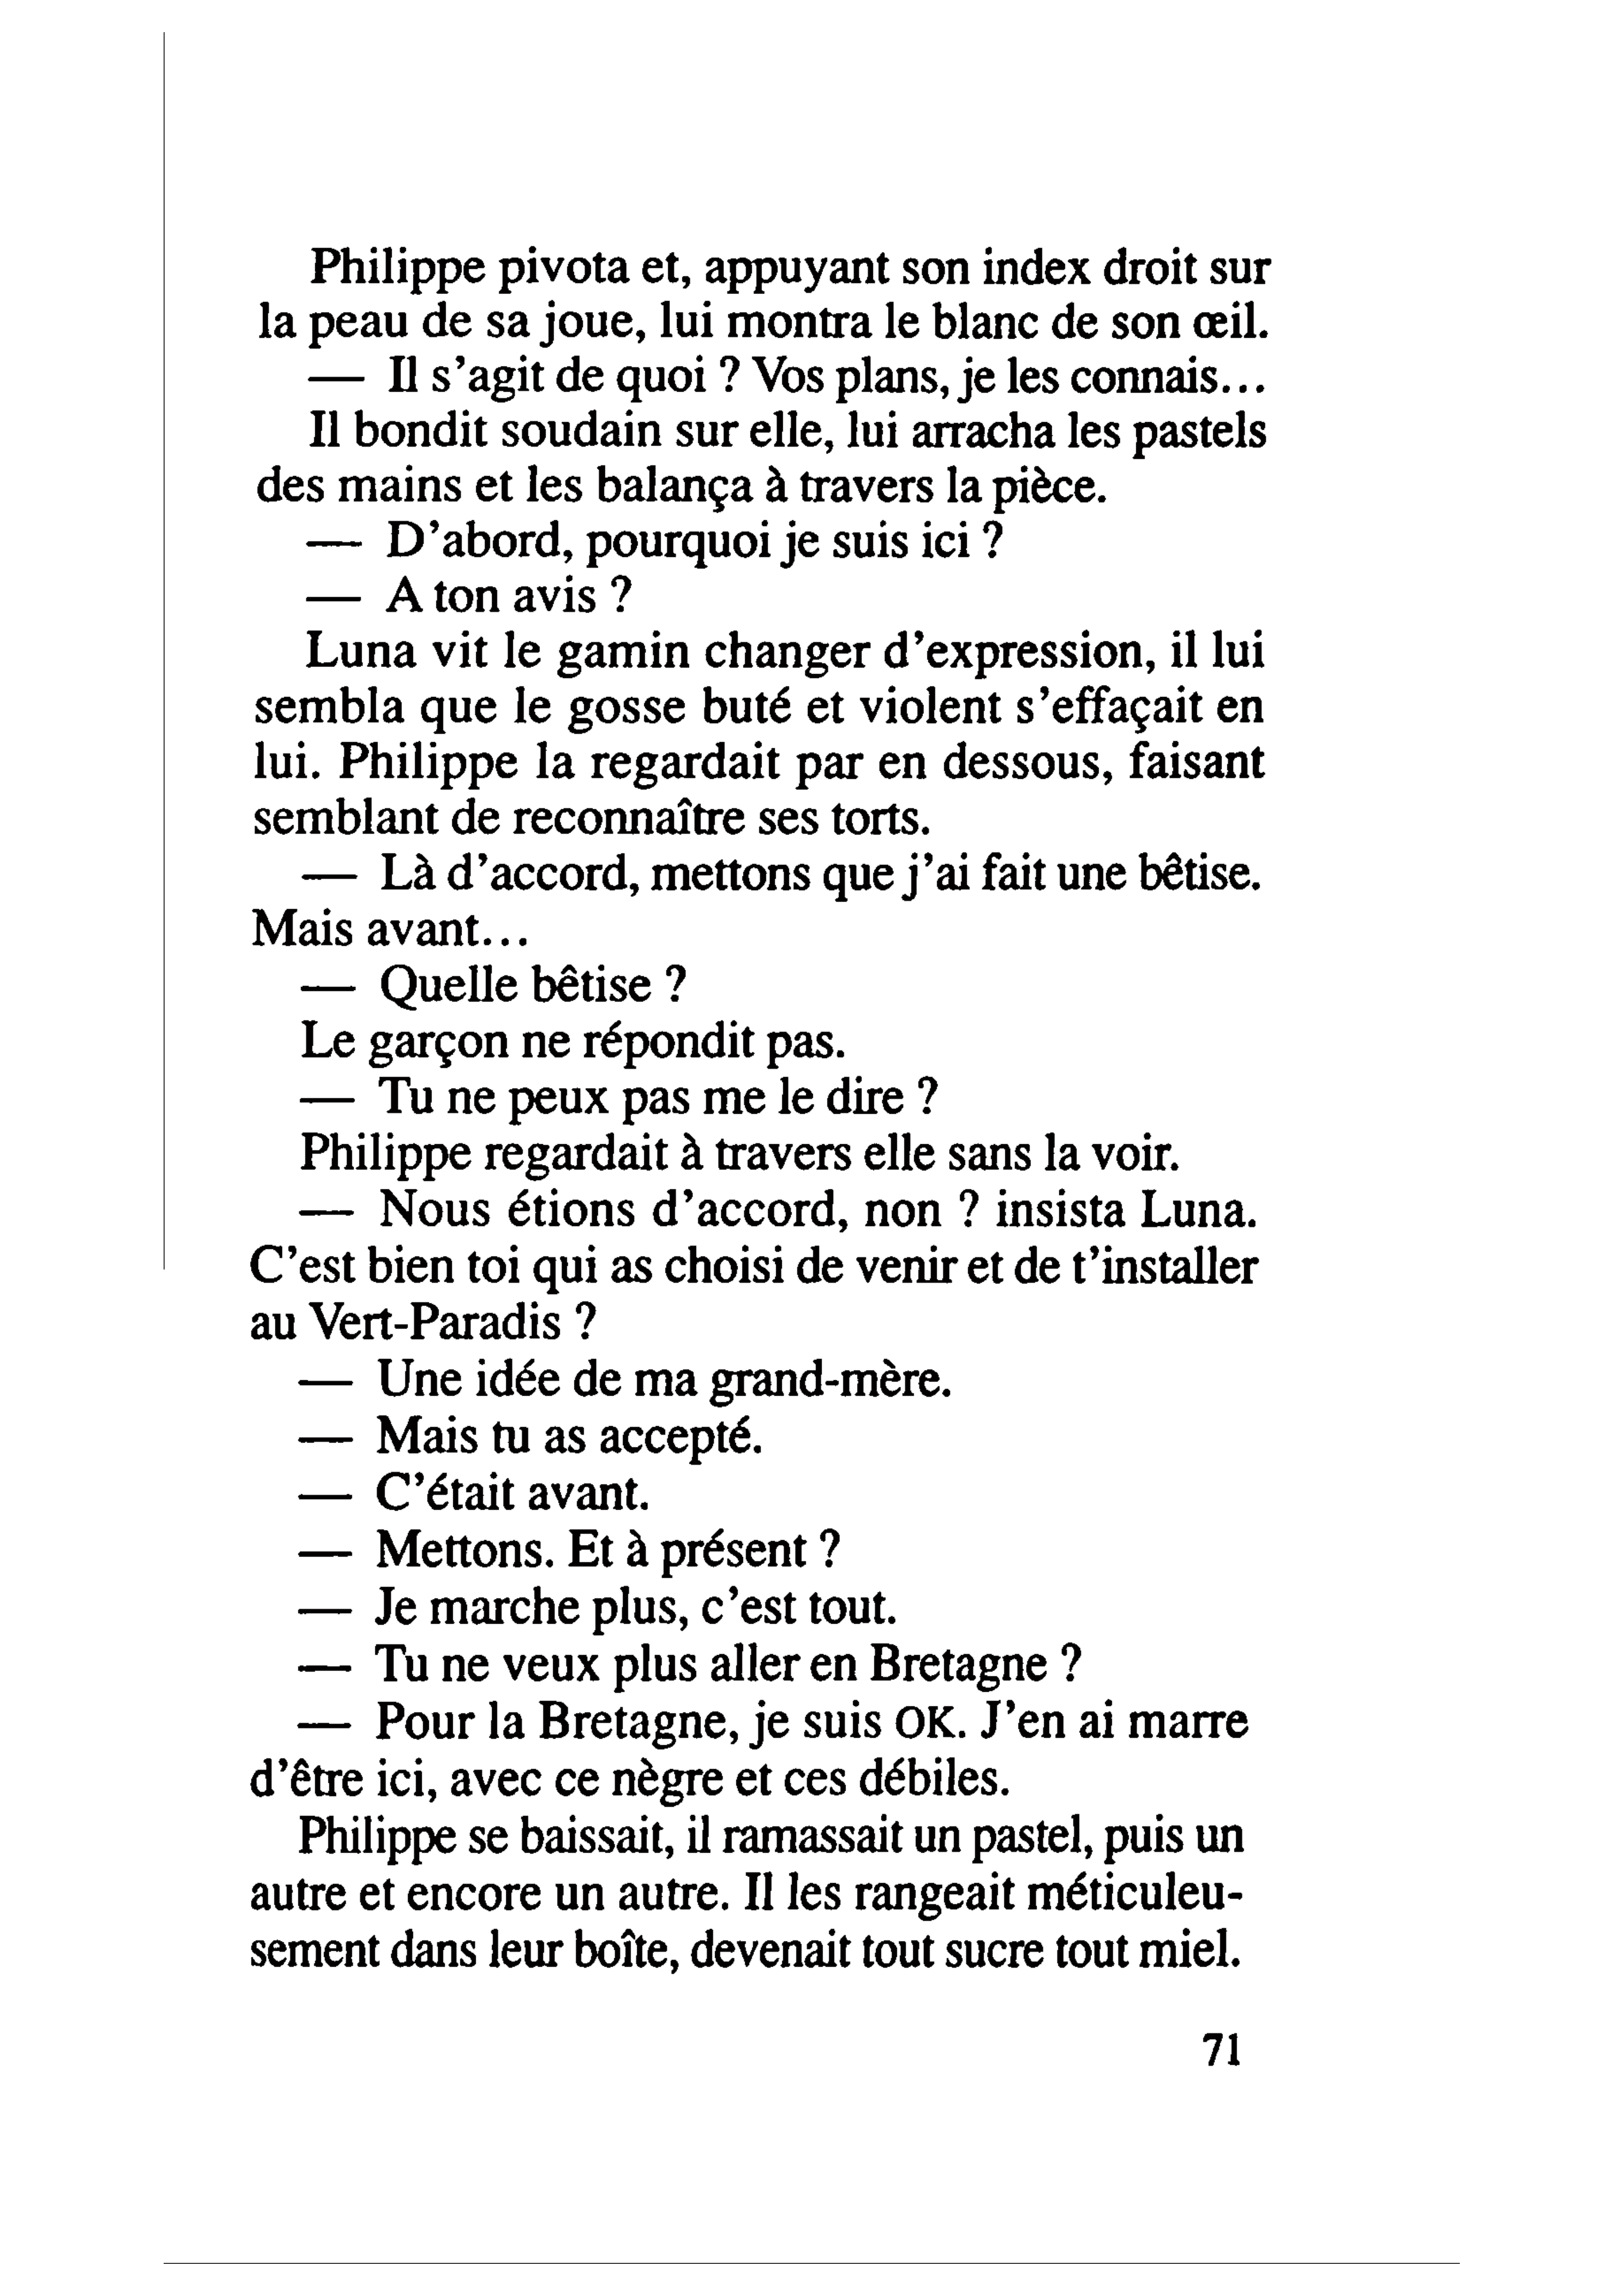 Philippe pivota et, appuyant son index droit sur
la peau de sa joue, lui montra le blanc de son œil.
— Il s’agit de quoi ? Vos plans, je les connais…
Il bondit soudain sur elle, lui arracha les pastels
des mains et les balança à travers la pièce.
— D’abord, pourquoi je suis ici ?
— A ton avis ?
Luna vit le gamin changer d’expression, il lui
sembla que le gosse buté et violent s’effaçait en
lui. Philippe la regardait par en dessous, faisant
semblant de reconnaître ses torts.
— Là d’accord, mettons que j’ai fait une bêtise.
Mais avant…
— Quelle bêtise ?
Le garçon ne répondit pas.
— Tu ne peux pas me le dire ?
Philippe regardait à travers elle sans la voir.
— Nous étions d’accord, non ? insista Luna.
C’est bien toi qui as choisi de venir et de t’installer
au Vert-Paradis ?
— Une idée de ma grand-mère.
— Mais tu as accepté.
— C’était avant.
— Mettons. Et à présent ?
— Je marche plus, c’est tout.
— Tu ne veux plus aller en Bretagne ?
— Pour la Bretagne, je suis OK. J’en ai marre
d’être ici, avec ce nègre et ces débiles.
Philippe se baissait, il ramassait un pastel, puis un
autre et encore un autre. Il les rangeait méticuleu-
sement dans leur boîte, devenait tout sucre tout miel.
71